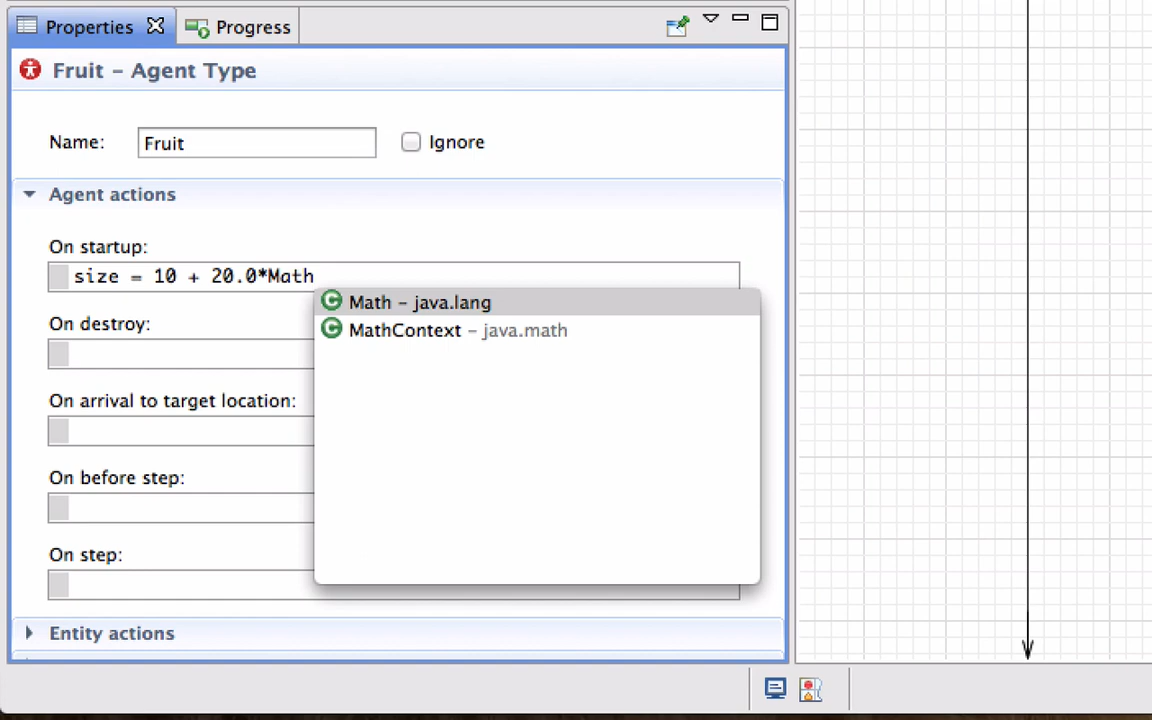 Properties
Progress
Fruit – Agent Type
Name:
Fruit
Ignore
Agent actions
On startup:
size = 10 + 20.0*Math
Math – java.lang
MathContext – java.math
On destroy:
On arrival to target location:
On before step:
On step:
Entity actions